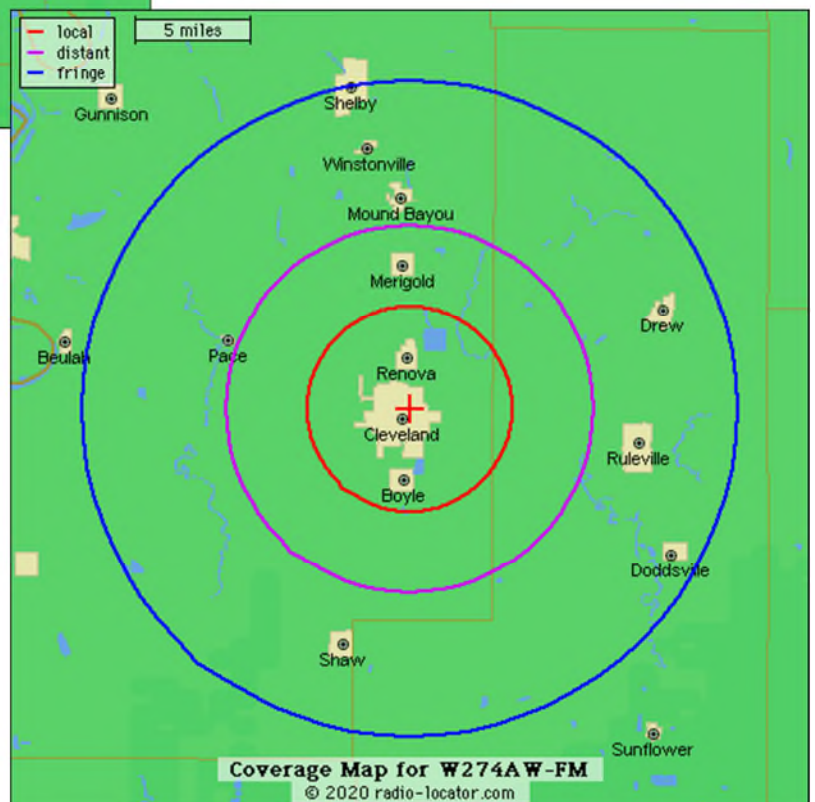 local
distant
fringe
5 miles
Gunnison
Shelby
Winstonville
Mound Bayou
Merigold
Drew
Beulah
Pace
Renova
Cleveland
Ruleville
Boyle
Doddsville
Shaw
Sunflower
Coverage Map for W274AW-FM
© 2020 radio-locator.com